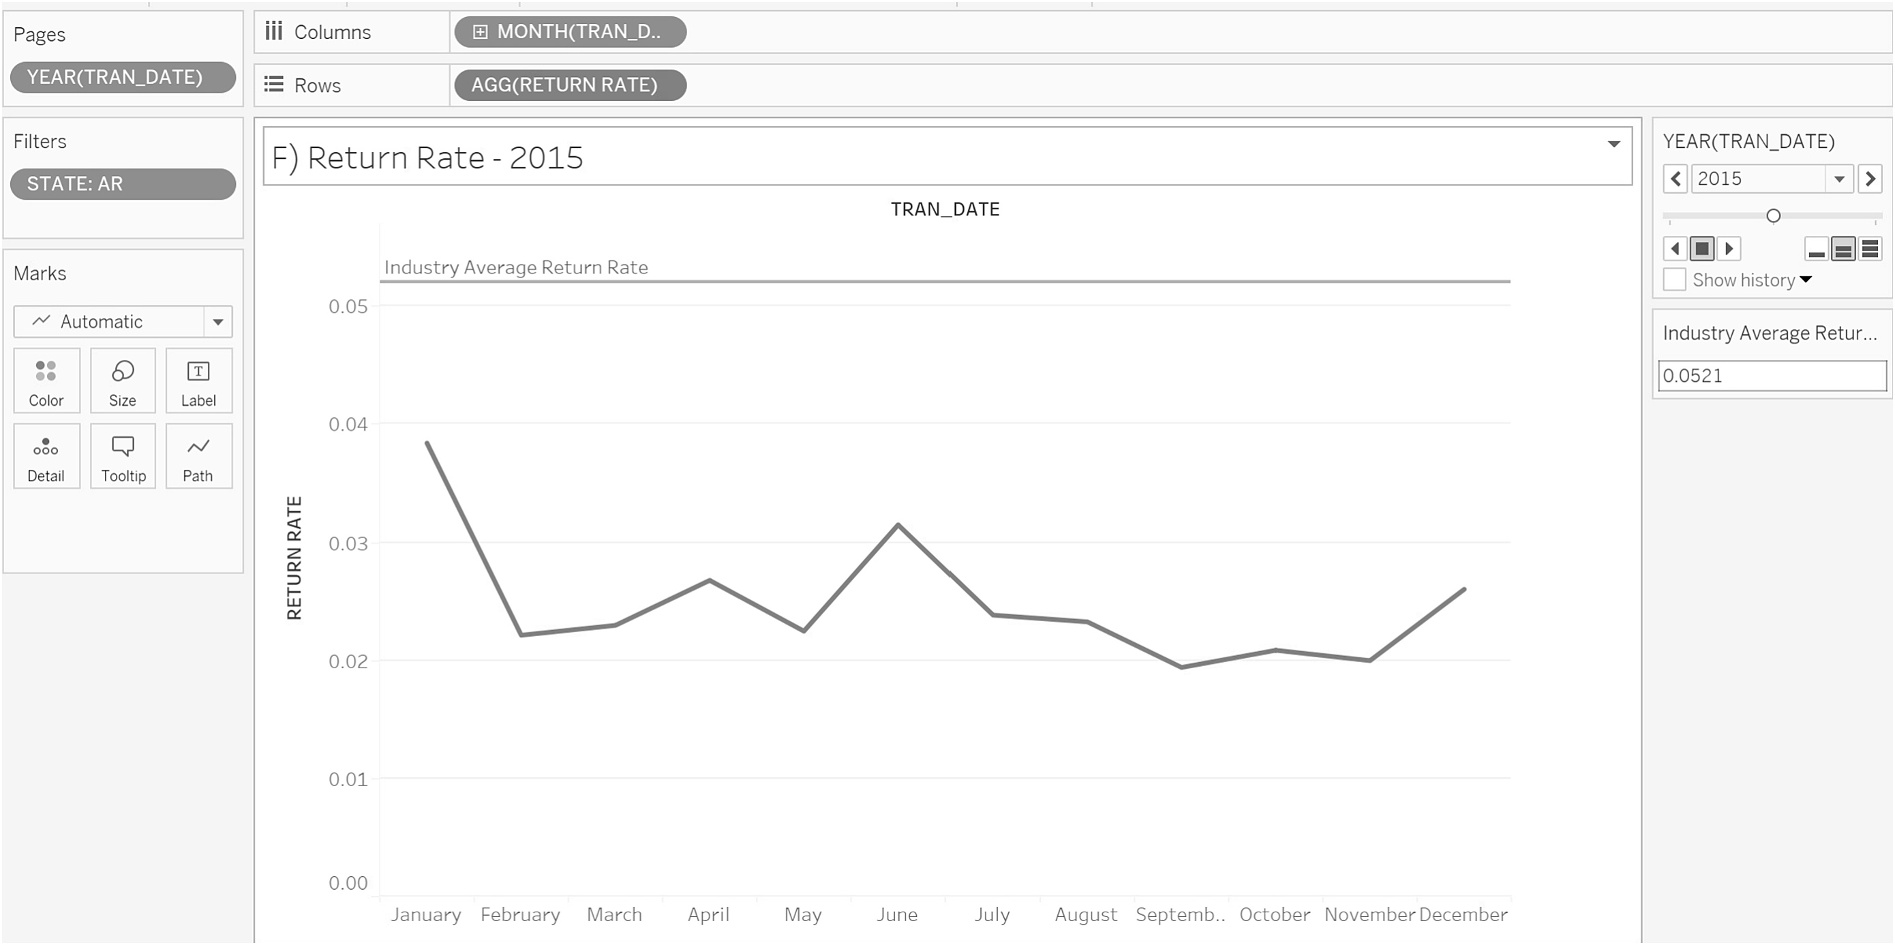 Pages
YEAR(TRAN_DATE)
Columns
MONTH(TRAN_D..
Rows
AGG(RETURN RATE)
Filters
STATE: AR
Marks
Automatic
Color
Size
Label
Detail
Tooltip
Path
F) Return Rate - 2015
TRAN_DATE
Industry Average Return Rate
RETURN RATE
0.05
0.04
0.03
0.02
0.01
0.00
January February March April May June July August Septemb.. October November December
YEAR(TRAN_DATE)
2015
Show history
Industry Average Retur...
0.0521